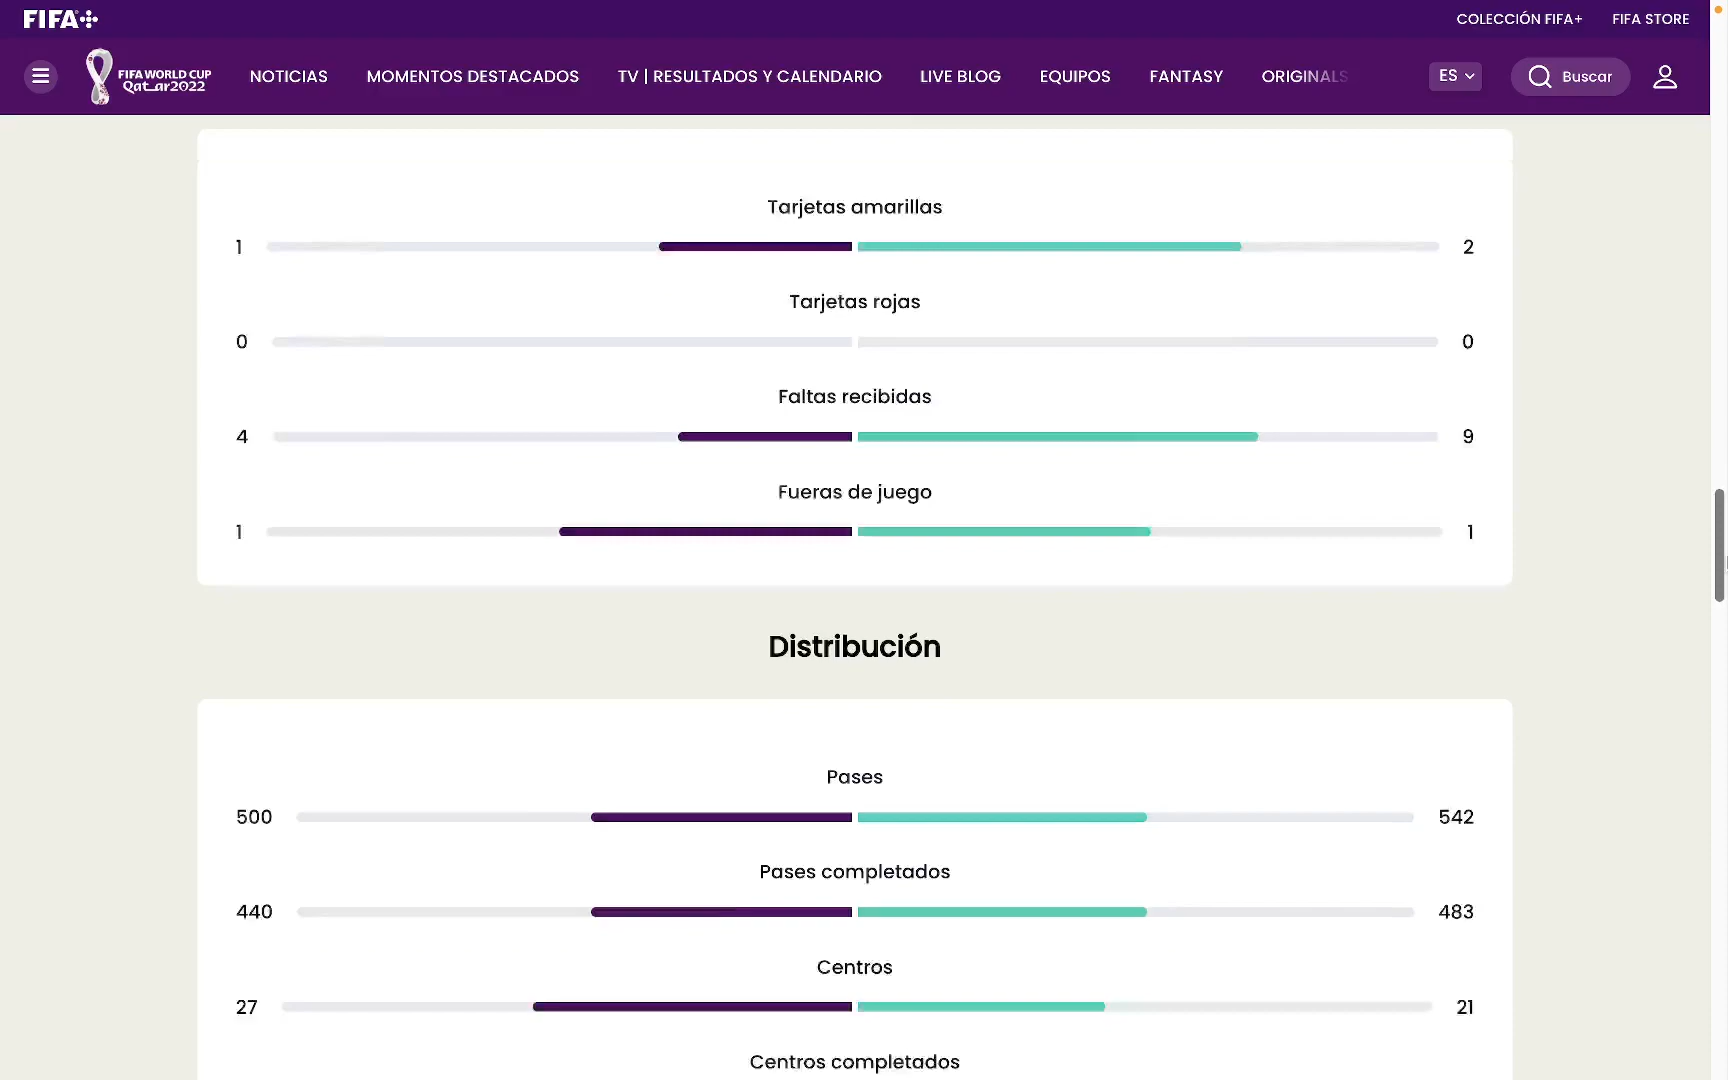 FIFA+
COLECCIÓN FIFA+
FIFA STORE
FIFA WORLD CUP
Qatar2022
NOTICIAS
MOMENTOS DESTACADOS
TV | RESULTADOS Y CALENDARIO
LIVE BLOG
EQUIPOS
FANTASY
ORIGINALS
ES
Buscar
Tarjetas amarillas
1 2
Tarjetas rojas
0 0
Faltas recibidas
4 9
Fueras de juego
1 1
Distribución
Pases
500 542
Pases completados
440 483
Centros
27 21
Centros completados